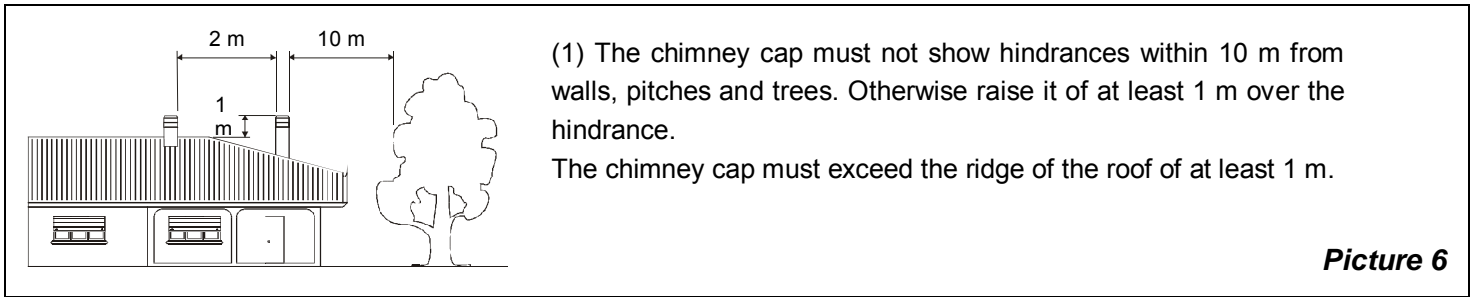 2 m
10 m
1
m
(1) The chimney cap must not show hindrances within 10 m from
walls, pitches and trees. Otherwise raise it of at least 1 m over the
hindrance.
The chimney cap must exceed the ridge of the roof of at least 1 m.
Picture 6